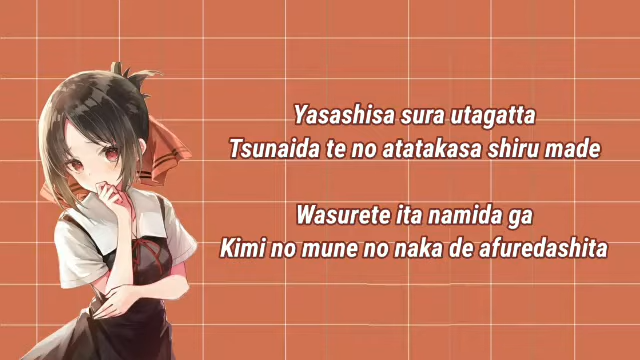 Yasashisa sura utagatta
Tsunaida te no atatakasa shiru made
Wasurete ita namida ga
Kimi no mune no naka de afuredashita